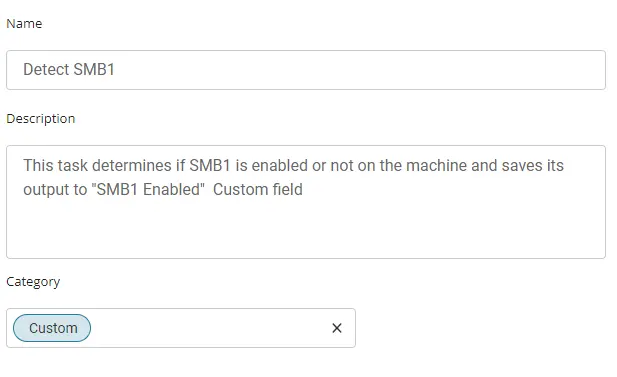 Name
Detect SMB1
Description
This task determines if SMB1 is enabled or not on the machine and saves its
output to "SMB1 Enabled"  Custom field
Category
Custom